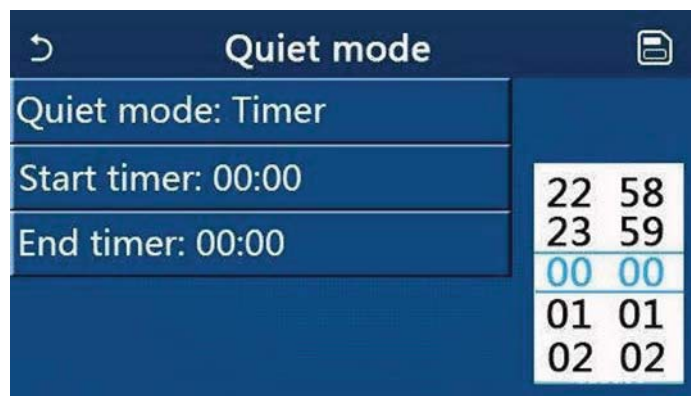 Quiet mode
Quiet mode: Timer
Start timer: 00:00
End timer: 00:00
22 58
23 59
00 00
01 01
02 02